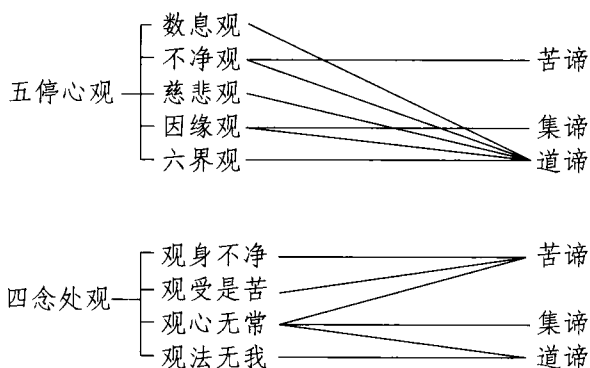 数息观
不净观 苦谛
五停心观 慈悲观
因缘观 集谛
六界观 道谛
观身不净 苦谛
观受是苦
四念处观
观心无常 集谛
观法无我 道谛